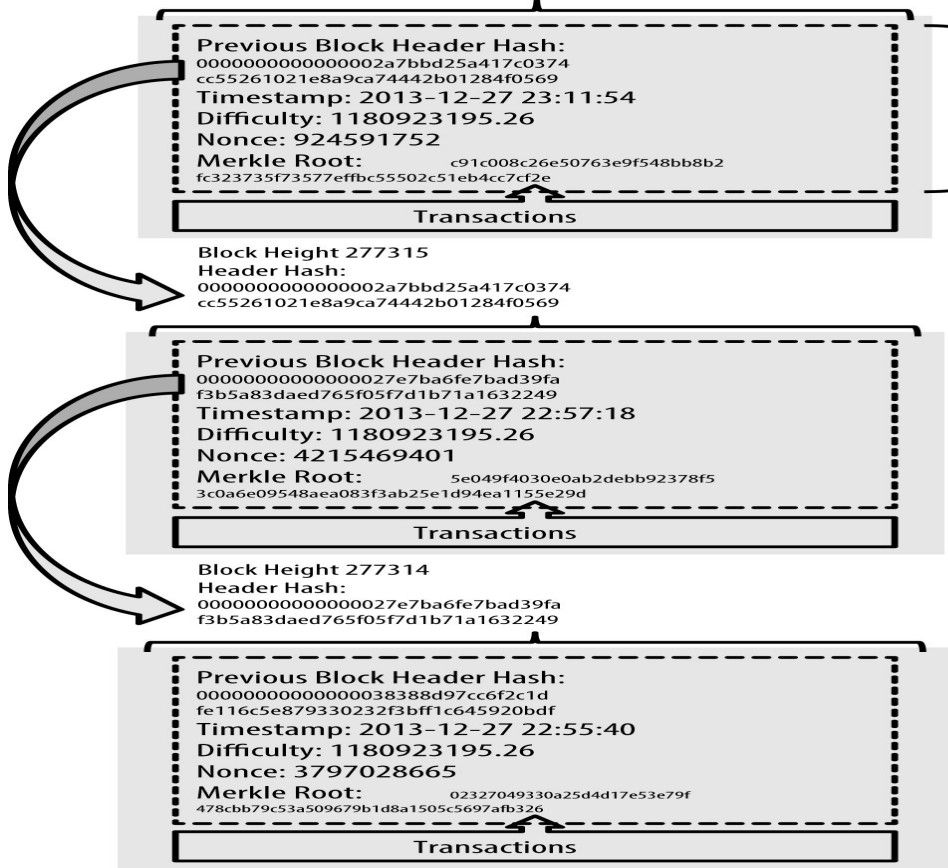 Previous Block Header Hash:
0000000000000002a7bbd25a417c0374
cc55261021e8a9ca74442b01284f0569
Timestamp: 2013-12-27 23:11:54
Difficulty: 1180923195.26
Nonce: 924591752
Merkle Root: c91c008c26e50763e9f548bb8b2
fc323735f73577effbc55502c51eb4cc7cf2e
Transactions
Block Height 277315
Header Hash:
0000000000000002a7bbd25a417c0374
cc55261021e8a9ca74442b01284f0569
Previous Block Header Hash:
00000000000000027e7ba6fe7bad39fa
f3b5a83daed765f05f7d1b71a1632249
Timestamp: 2013-12-27 22:57:18
Difficulty: 1180923195.26
Nonce: 4215469401
Merkle Root: 5e049f4030e0ab2debb92378f5
3c0a6e09548aea083f3ab25e1d94ea1155e29d
Transactions
Block Height 277314
Header Hash:
00000000000000027e7ba6fe7bad39fa
f3b5a83daed765f05f7d1b71a1632249
Previous Block Header Hash:
00000000000000038388d97cc6f2c1d
fe116c5e879330232f3bff1c645920bdf
Timestamp: 2013-12-27 22:55:40
Difficulty: 1180923195.26
Nonce: 3797028665
Merkle Root: 02327049330a25d4d17e53e79f
478cbb79c53a509679b1d8a1505c5697afb326
Transactions